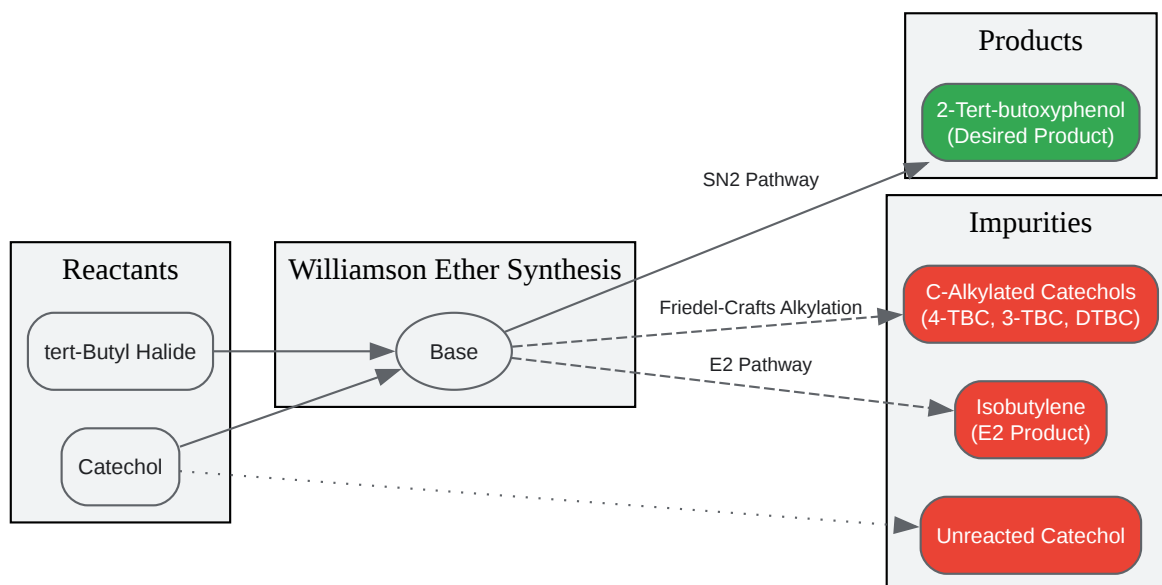 Reactants
tert-Butyl Halide
Catechol
Williamson Ether Synthesis
Base
SN2 Pathway
Friedel-Crafts Alkylation
E2 Pathway
Products
2-Tert-butoxyphenol
(Desired Product)
Impurities
C-Alkylated Catechols
(4-TBC, 3-TBC, DTBC)
Isobutylene
(E2 Product)
Unreacted Catechol